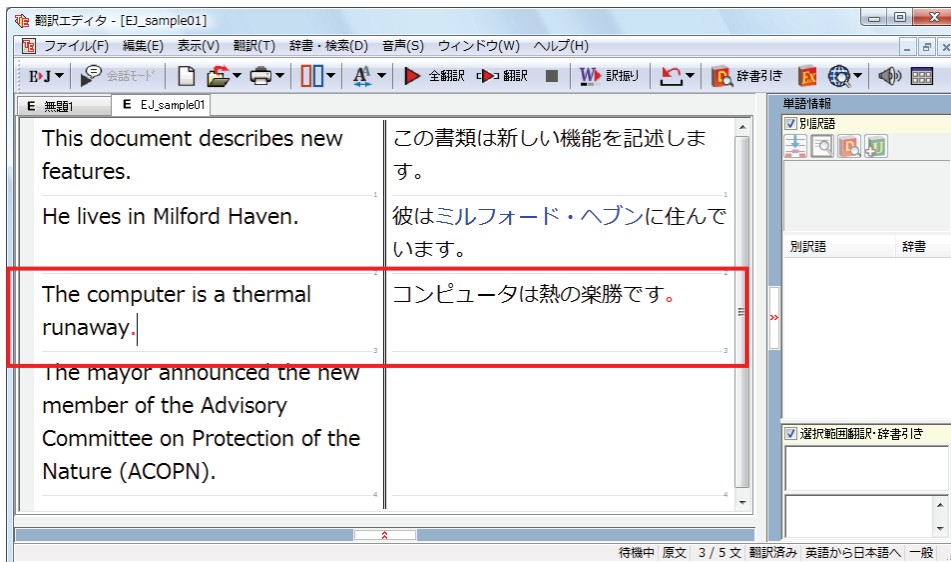 翻訳エディタ - [EJ_sample01]
ファイル(F) 編集(E) 表示(V) 翻訳(T) 辞書・検索(D) 音声(S) ウィンドウ(W) ヘルプ(H)
E▸J 会話モード A 全翻訳 翻訳 W 訳振り 辞書引き
E 無題1 E EJ_sample01
単語情報
別訳語
This document describes new
features.
1
この書類は新しい機能を記述しま
す。
1
He lives in Milford Haven.
2
彼はミルフォード・ヘブンに住んで
います。
2
別訳語 辞書
The computer is a thermal
runaway.
3
コンピュータは熱の楽勝です。
3
The mayor announced the new
member of the Advisory
Committee on Protection of the
Nature (ACOPN).
4
4
選択範囲翻訳・辞書引き
待機中 原文 3 / 5 文 翻訳済み 英語から日本語へ 一般